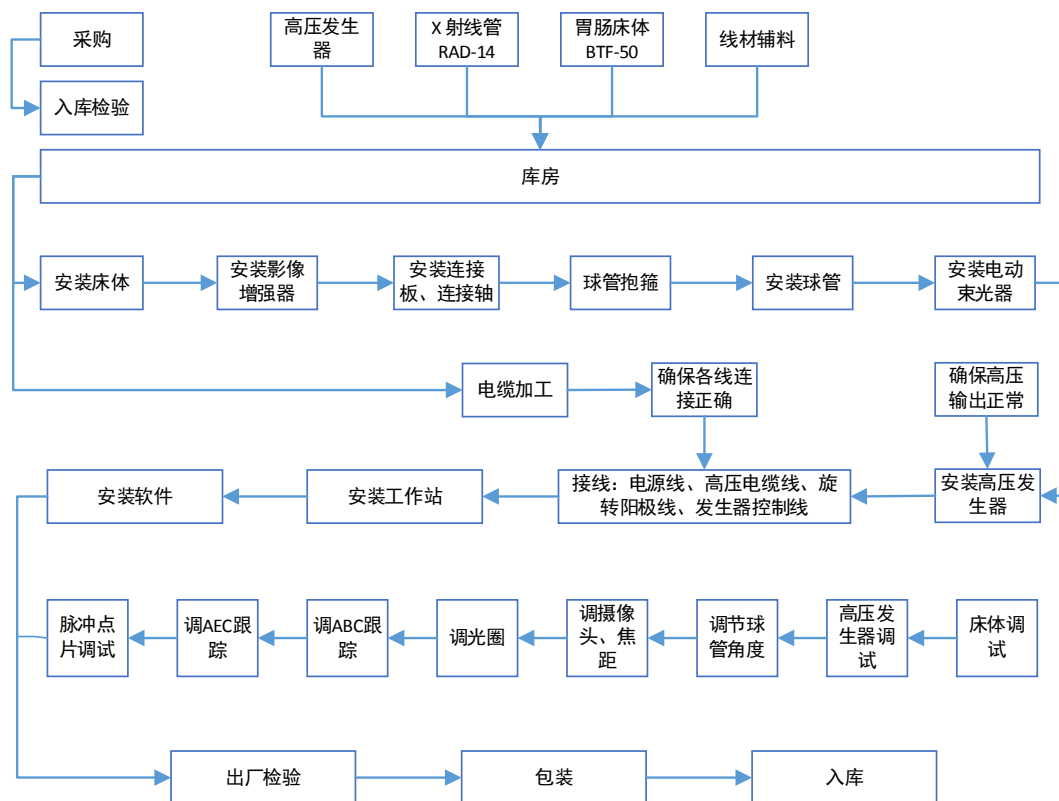 采购
高压发生
器
X 射线管
RAD-14
胃肠床体
BTF-50
线材辅料
入库检验
库房
安装床体
安装影像
增强器
安装连接
板、连接轴
球管抱箍
安装球管
安装电动
束光器
电缆加工
确保各线连
接正确
确保高压
输出正常
安装软件
安装工作站
接线：电源线、高压电缆线、旋
转阳极线、发生器控制线
安装高压发
生器
脉冲点
片调试
调AEC跟
踪
调ABC跟
踪
调光圈
调摄像
头、焦
距
调节球
管角度
高压发
生器调
试
床体调
试
出厂检验
包装
入库